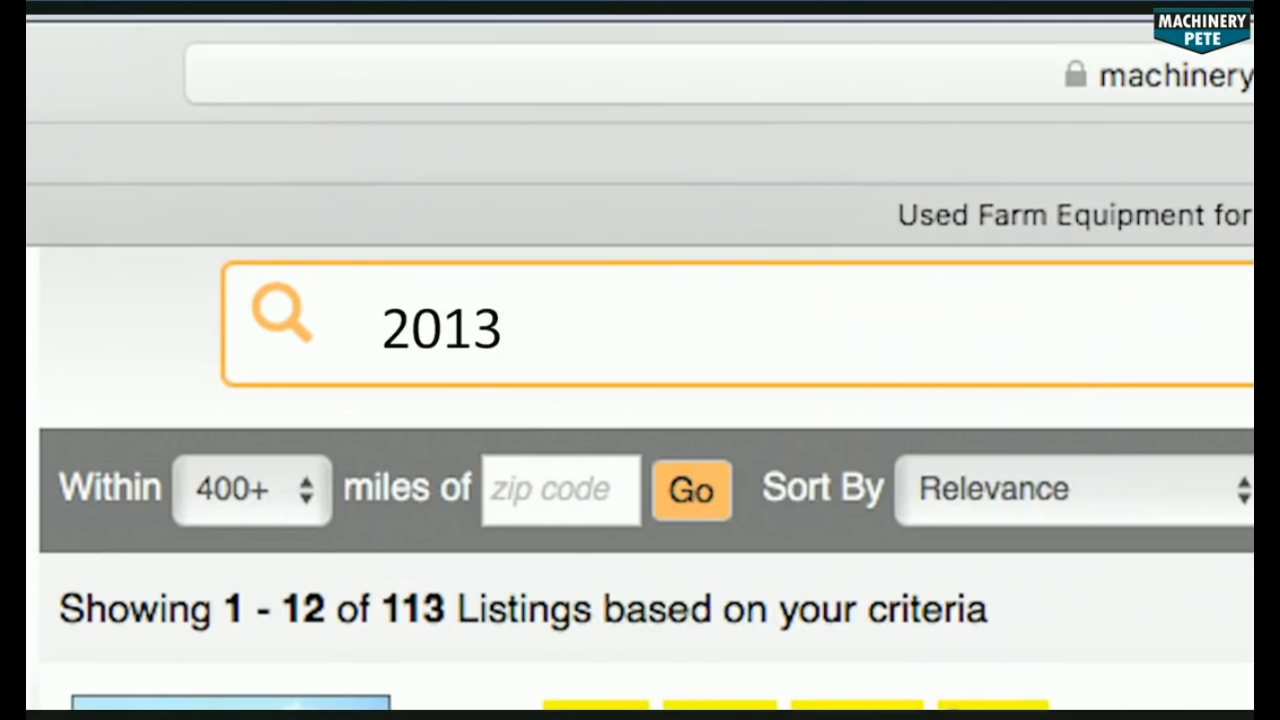 MACHINERY
PETE
machinery
Used Farm Equipment for
2013
Within 400+ miles of zip code Go Sort By Relevance
Showing 1 - 12 of 113 Listings based on your criteria